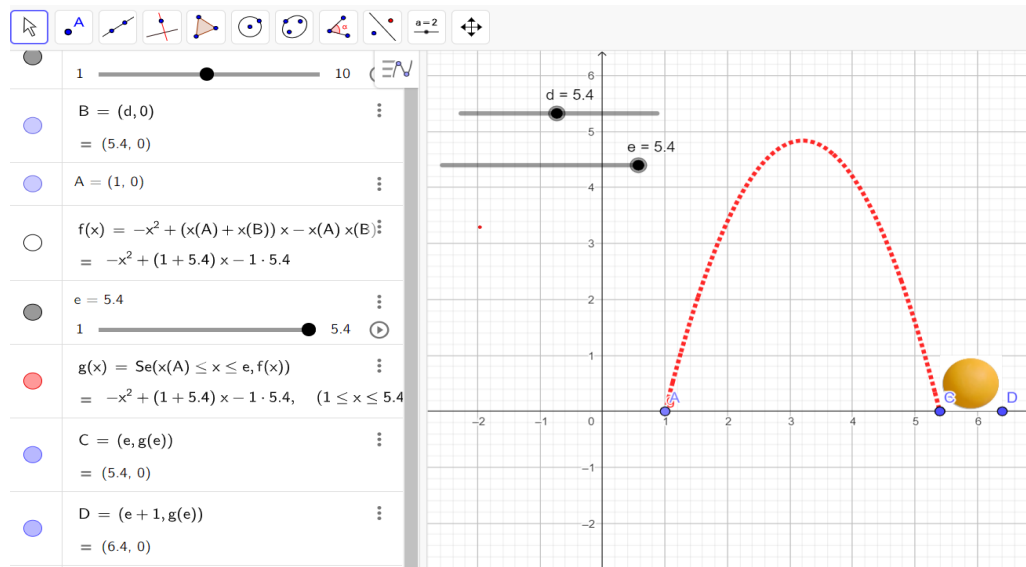 A
α
a=2
1 10
B = (d,0)
= (5.4, 0)
A = (1, 0)
f(x) = −x² + (x(A) + x(B)) x − x(A) x(B)
= −x² + (1 + 5.4) x − 1 · 5.4
e = 5.4
1 5.4
g(x) = Se(x(A) ≤ x ≤ e, f(x))
= −x² + (1 + 5.4) x − 1 · 5.4, (1 ≤ x ≤ 5.4
C = (e, g(e))
= (5.4, 0)
D = (e + 1, g(e))
= (6.4, 0)
d = 5.4
e = 5.4
6
5
4
3
2
1
A C D
−2 −1 0 1 2 3 4 5 6
−1
−2